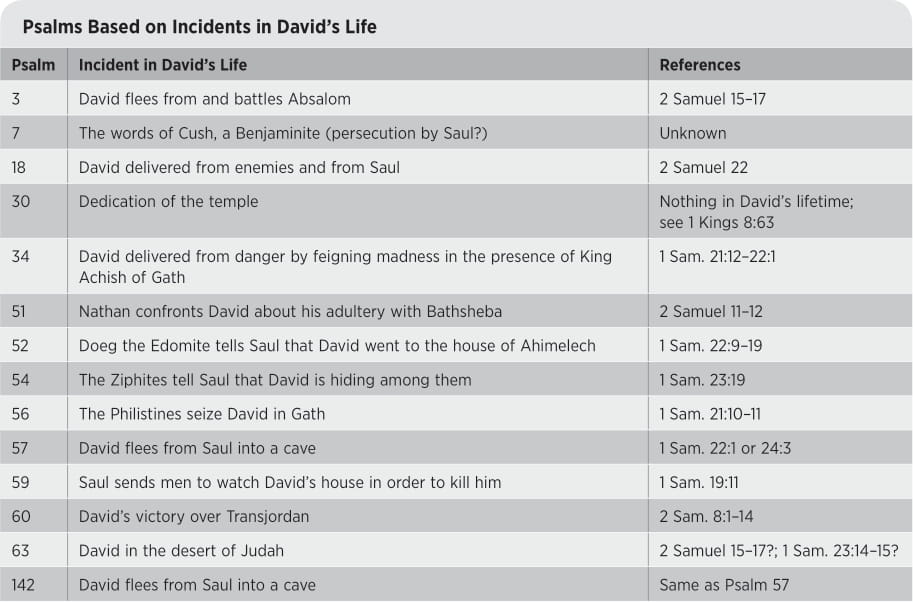 Psalms Based on Incidents in David’s Life
Psalm Incident in David’s Life References
3 David flees from and battles Absalom 2 Samuel 15–17
7 The words of Cush, a Benjaminite (persecution by Saul?) Unknown
18 David delivered from enemies and from Saul 2 Samuel 22
30 Dedication of the temple Nothing in David’s lifetime;
see 1 Kings 8:63
34 David delivered from danger by feigning madness in the presence of King 1 Sam. 21:12–22:1
Achish of Gath
51 Nathan confronts David about his adultery with Bathsheba 2 Samuel 11–12
52 Doeg the Edomite tells Saul that David went to the house of Ahimelech 1 Sam. 22:9–19
54 The Ziphites tell Saul that David is hiding among them 1 Sam. 23:19
56 The Philistines seize David in Gath 1 Sam. 21:10–11
57 David flees from Saul into a cave 1 Sam. 22:1 or 24:3
59 Saul sends men to watch David’s house in order to kill him 1 Sam. 19:11
60 David’s victory over Transjordan 2 Sam. 8:1–14
63 David in the desert of Judah 2 Samuel 15–17?; 1 Sam. 23:14–15?
142 David flees from Saul into a cave Same as Psalm 57